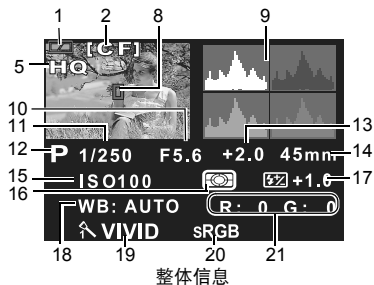 1 2 8 9
[CF]
5 HQ
10
11 13
12 P 1/250 F5.6 +2.0 45mm 14
15 ISO100 +1.0 17
16
WB: AUTO R: 0 G: 0
18 VIVID sRGB
19 20 21
整体信息